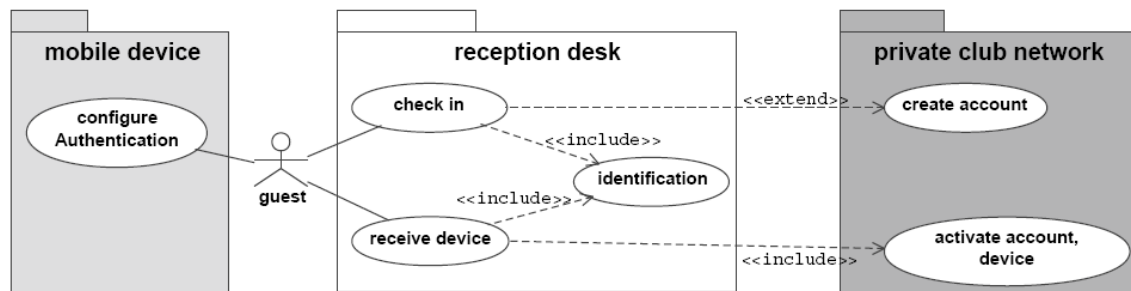 mobile device
reception desk
private club network
configure
Authentication
check in
<<extend>>
create account
<<include>>
identification
guest
<<include>>
receive device
<<include>>
activate account,
device